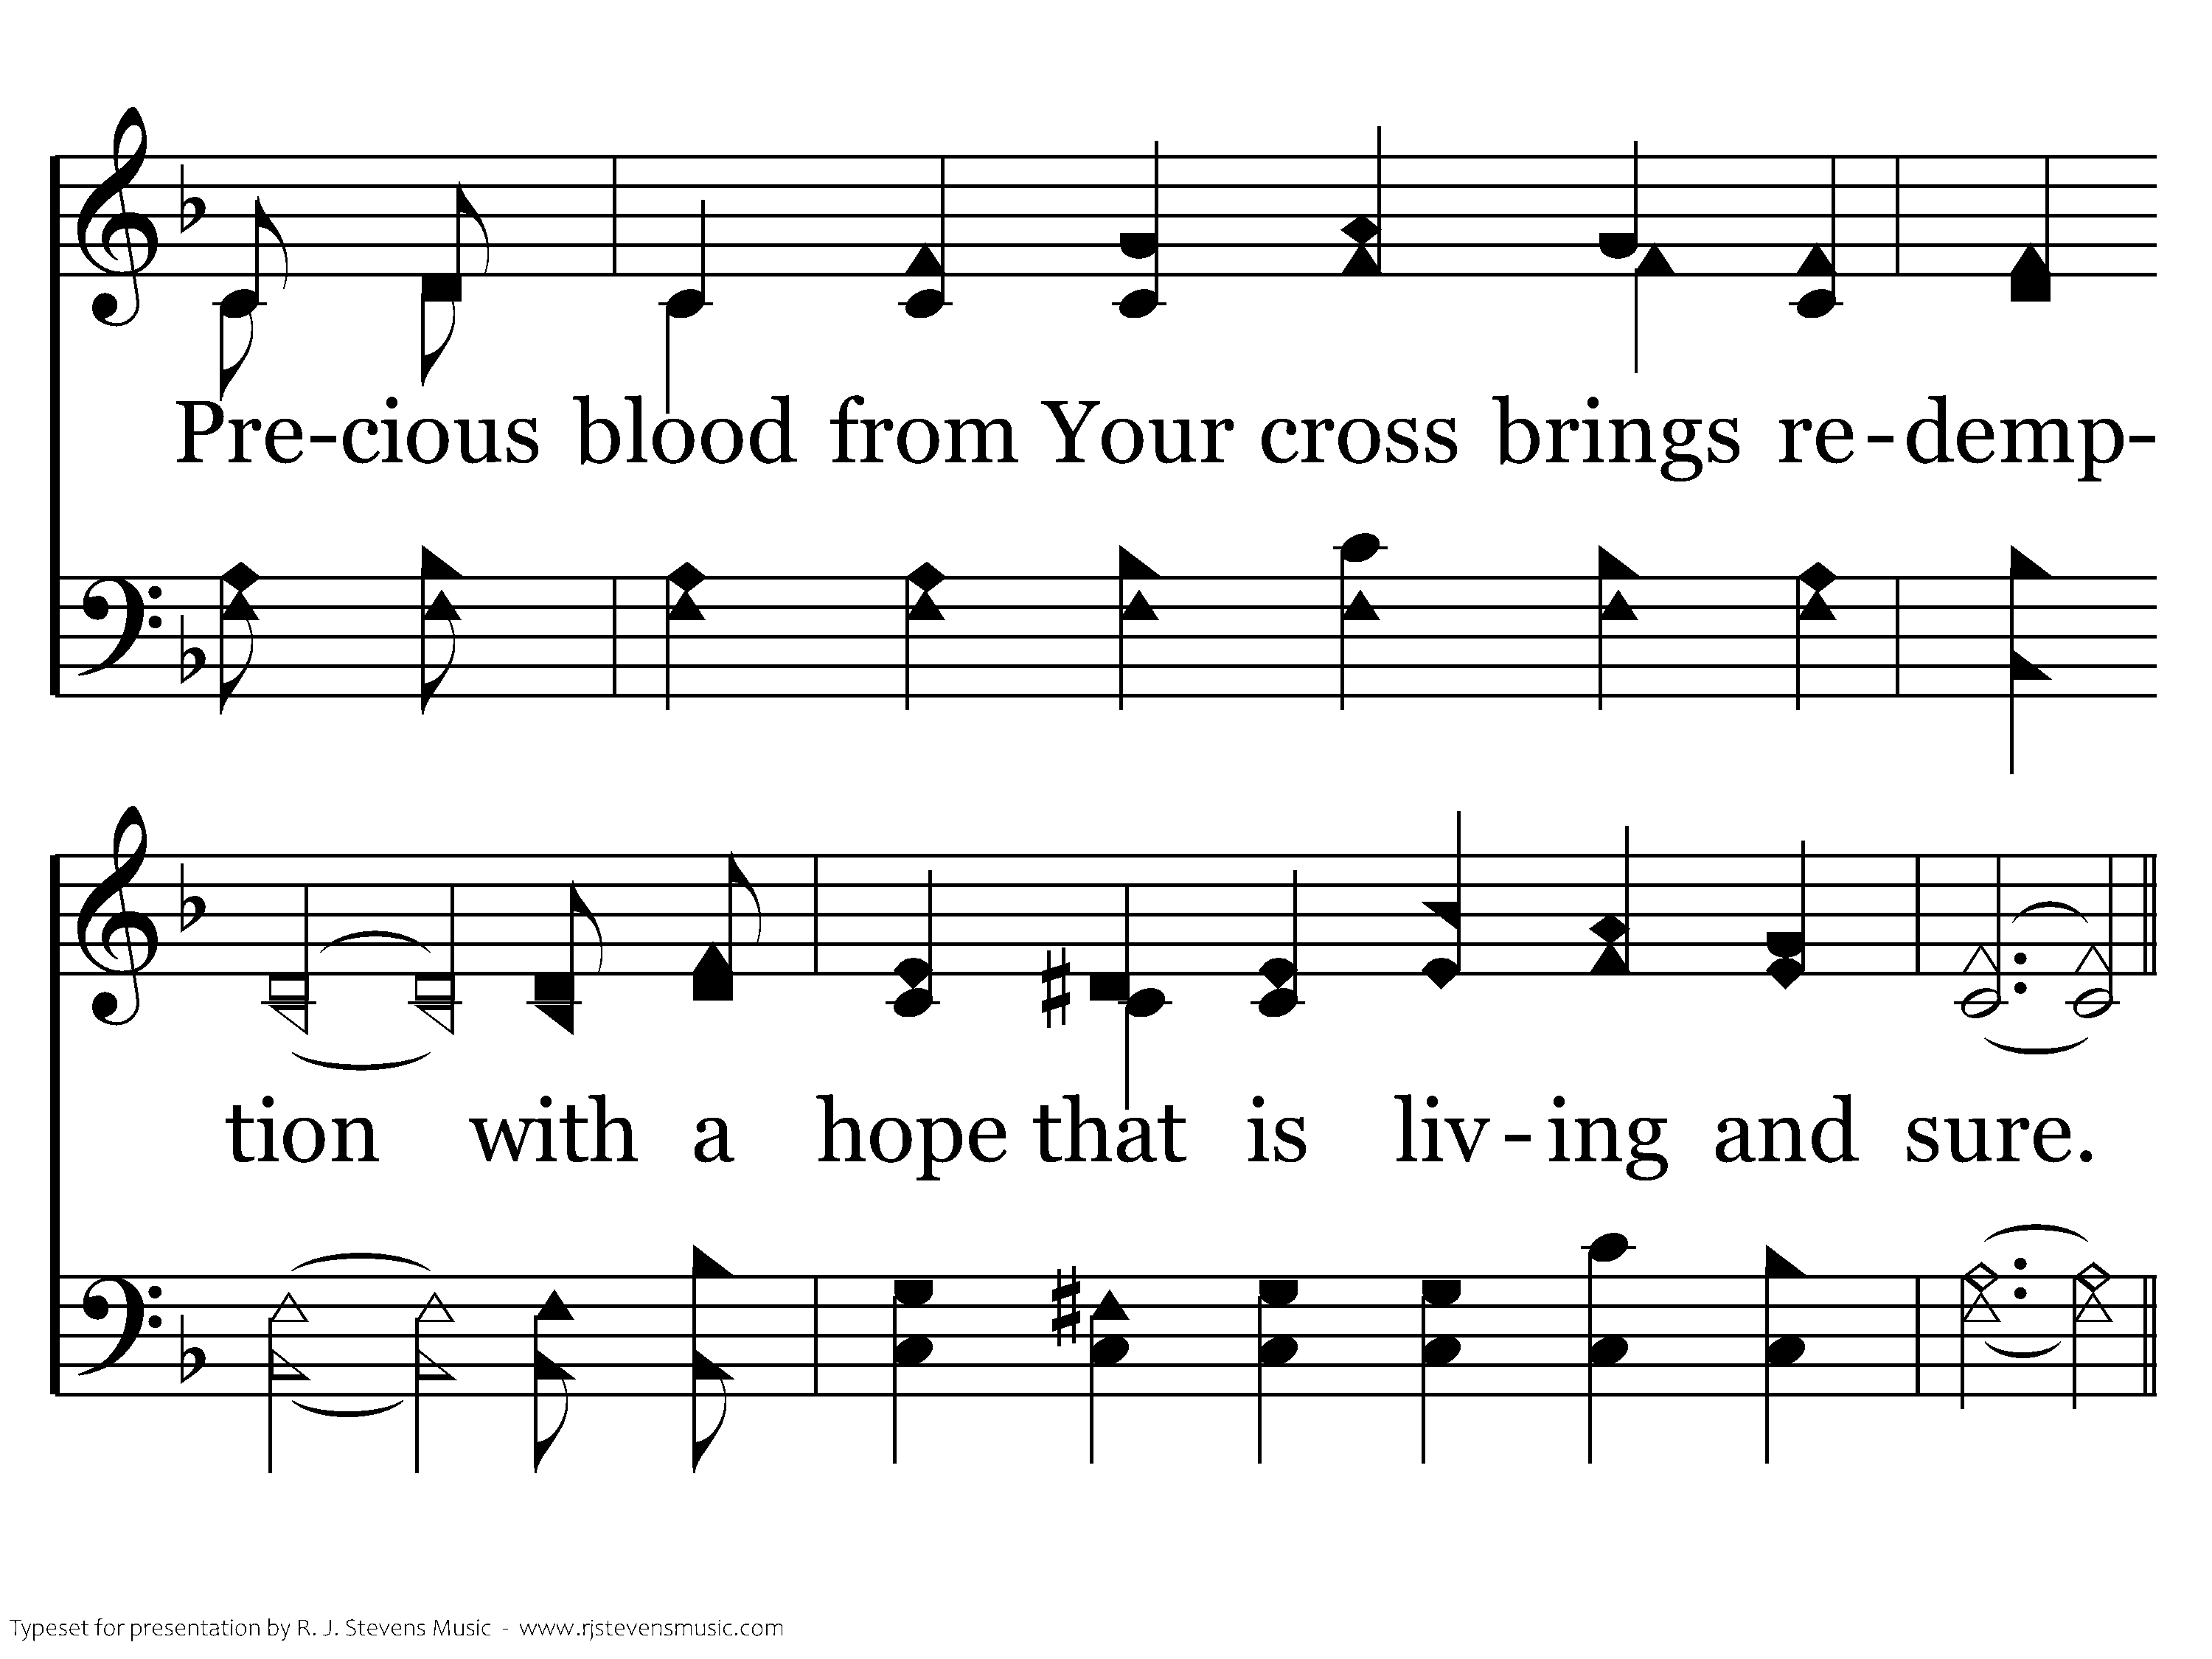 Pre-cious blood from Your cross brings re-demp-
tion with a hope that is liv-ing and sure.
Typeset for presentation by R. J. Stevens Music - www.rjstevensmusic.com